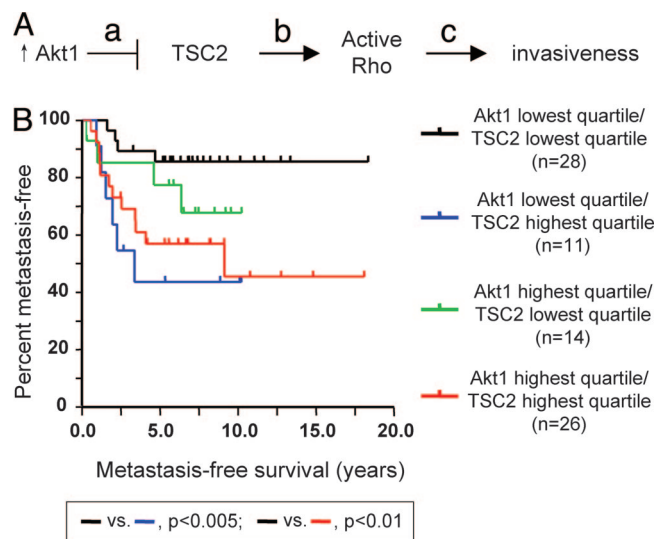 A
↑ Akt1
a
TSC2
b
Active
Rho
c
invasiveness
B
Percent metastasis-free
100
80
60
40
20
0
0.0 5.0 10.0 15.0 20.0
Metastasis-free survival (years)
Akt1 lowest quartile/
TSC2 lowest quartile
(n=28)
Akt1 lowest quartile/
TSC2 highest quartile
(n=11)
Akt1 highest quartile/
TSC2 lowest quartile
(n=14)
Akt1 highest quartile/
TSC2 highest quartile
(n=26)
vs. , p<0.005; vs. , p<0.01